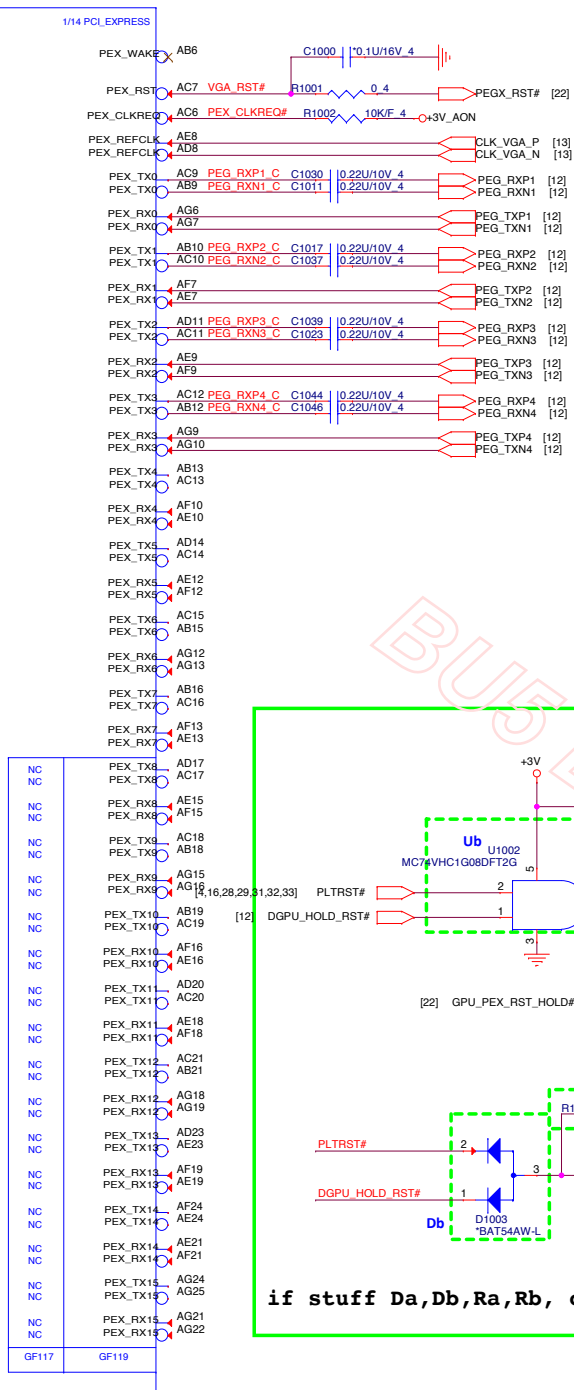 1/14 PCI_EXPRESS
PEX_WAKE AB6 C1000 *0.1U/16V_4
PEX_RST AC7 VGA_RST# R1001 0_4 PEGX_RST# [22]
PEX_CLKREQ AC6 PEX_CLKREQ# R1002 10K/F_4 +3V_AON
PEX_REFCLK AE8 CLK_VGA_P [13]
PEX_REFCLK AD8 CLK_VGA_N [13]
PEX_TX0 AC9 PEG_RXP1_C C1030 0.22U/10V_4 PEG_RXP1 [12]
PEX_TX0 AB9 PEG_RXN1_C C1011 0.22U/10V_4 PEG_RXN1 [12]
PEX_RX0 AG6 PEG_TXP1 [12]
PEX_RX0 AG7 PEG_TXN1 [12]
PEX_TX1 AB10 PEG_RXP2_C C1017 0.22U/10V_4 PEG_RXP2 [12]
PEX_TX1 AC10 PEG_RXN2_C C1037 0.22U/10V_4 PEG_RXN2 [12]
PEX_RX1 AF7 PEG_TXP2 [12]
PEX_RX1 AE7 PEG_TXN2 [12]
PEX_TX2 AD11 PEG_RXP3_C C1039 0.22U/10V_4 PEG_RXP3 [12]
PEX_TX2 AC11 PEG_RXN3_C C1023 0.22U/10V_4 PEG_RXN3 [12]
PEX_RX2 AE9 PEG_TXP3 [12]
PEX_RX2 AF9 PEG_TXN3 [12]
PEX_TX3 AC12 PEG_RXP4_C C1044 0.22U/10V_4 PEG_RXP4 [12]
PEX_TX3 AB12 PEG_RXN4_C C1046 0.22U/10V_4 PEG_RXN4 [12]
PEX_RX3 AG9 PEG_TXP4 [12]
PEX_RX3 AG10 PEG_TXN4 [12]
PEX_TX4 AB13
PEX_TX4 AC13
PEX_RX4 AF10
PEX_RX4 AE10
PEX_TX5 AD14
PEX_TX5 AC14
PEX_RX5 AE12
PEX_RX5 AF12
PEX_TX6 AC15
PEX_TX6 AB15
PEX_RX6 AG12
PEX_RX6 AG13
PEX_TX7 AB16
PEX_TX7 AC16
PEX_RX7 AF13
PEX_RX7 AE13
NC PEX_TX8 AD17
NC PEX_TX8 AC17
NC PEX_RX8 AE15
NC PEX_RX8 AF15
NC PEX_TX9 AC18
NC PEX_TX9 AB18
NC PEX_RX9 AG15
NC PEX_RX9 AG16
NC PEX_TX10 AB19
NC PEX_TX10 AC19
NC PEX_RX10 AF16
NC PEX_RX10 AE16
NC PEX_TX11 AD20
NC PEX_TX11 AC20
NC PEX_RX11 AE18
NC PEX_RX11 AF18
NC PEX_TX12 AC21
NC PEX_TX12 AB21
NC PEX_RX12 AG18
NC PEX_RX12 AG19
NC PEX_TX13 AD23
NC PEX_TX13 AE23
NC PEX_RX13 AF19
NC PEX_RX13 AE19
NC PEX_TX14 AF24
NC PEX_TX14 AE24
NC PEX_RX14 AE21
NC PEX_RX14 AF21
NC PEX_TX15 AG24
NC PEX_TX15 AG25
NC PEX_RX15 AG21
NC PEX_RX15 AG22
GF117 GF119
BU5
+3V
Ub
U1002
MC74VHC1G08DFT2G
5
[4,16,28,29,31,32,33] PLTRST# 2
[12] DGPU_HOLD_RST# 1
3
[22] GPU_PEX_RST_HOLD#
R1
PLTRST# 2
3
DGPU_HOLD_RST# 1
Db
D1003
*BAT54AW-L
if stuff Da,Db,Ra,Rb,